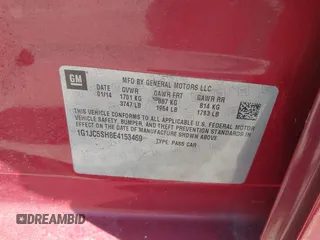 GM
MFD BY GENERAL MOTORS LLC
DATE GVWR GAWR FRT GAWR RR
01/14 1701 KG 887 KG 814 KG
3747 LB 1954 LB 1793 LB
THIS VEHICLE CONFORMS TO ALL APPLICABLE U.S. FEDERAL
MOTOR VEHICLE SAFETY, BUMPER, AND THEFT PREVENTION
STANDARDS IN EFFECT ON THE DATE OF MANUFACTURE SHOWN ABOVE.
1G1JC5SH8E4153469 TYPE: PASS CAR
© DREAMBID